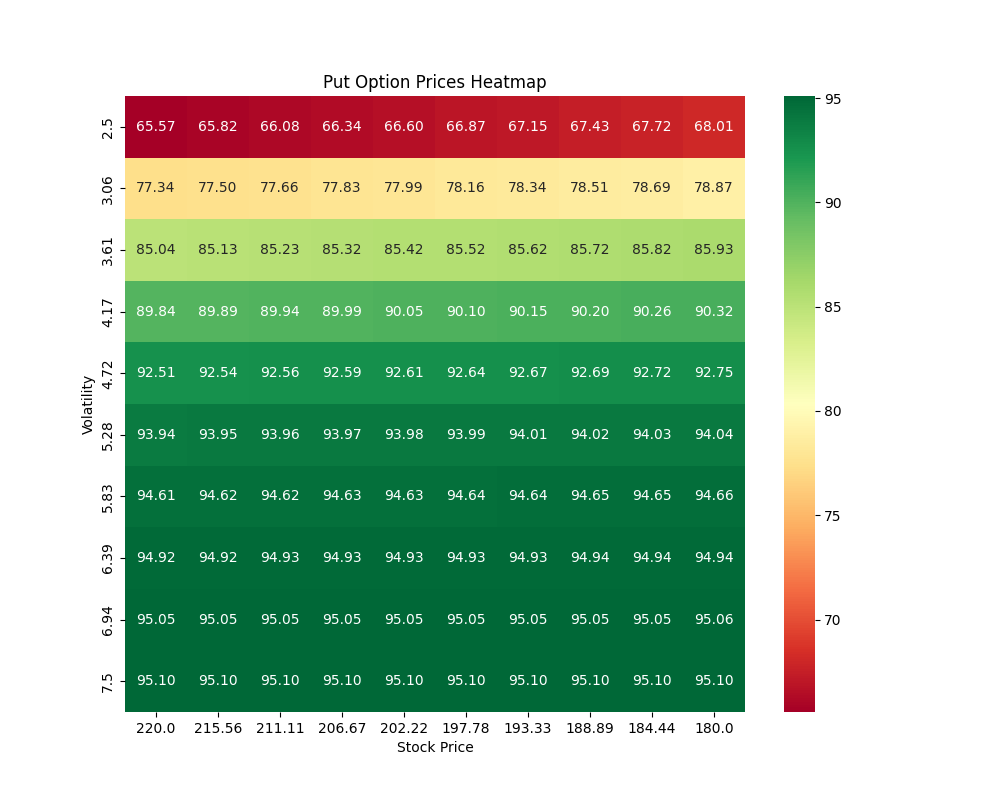 Put Option Prices Heatmap
Volatility
2.5 65.57 65.82 66.08 66.34 66.60 66.87 67.15 67.43 67.72 68.01
3.06 77.34 77.50 77.66 77.83 77.99 78.16 78.34 78.51 78.69 78.87
3.61 85.04 85.13 85.23 85.32 85.42 85.52 85.62 85.72 85.82 85.93
4.17 89.84 89.89 89.94 89.99 90.05 90.10 90.15 90.20 90.26 90.32
4.72 92.51 92.54 92.56 92.59 92.61 92.64 92.67 92.69 92.72 92.75
5.28 93.94 93.95 93.96 93.97 93.98 93.99 94.01 94.02 94.03 94.04
5.83 94.61 94.62 94.62 94.63 94.63 94.64 94.64 94.65 94.65 94.66
6.39 94.92 94.92 94.93 94.93 94.93 94.93 94.93 94.94 94.94 94.94
6.94 95.05 95.05 95.05 95.05 95.05 95.05 95.05 95.05 95.05 95.06
7.5 95.10 95.10 95.10 95.10 95.10 95.10 95.10 95.10 95.10 95.10
220.0 215.56 211.11 206.67 202.22 197.78 193.33 188.89 184.44 180.0
Stock Price
95
90
85
80
75
70